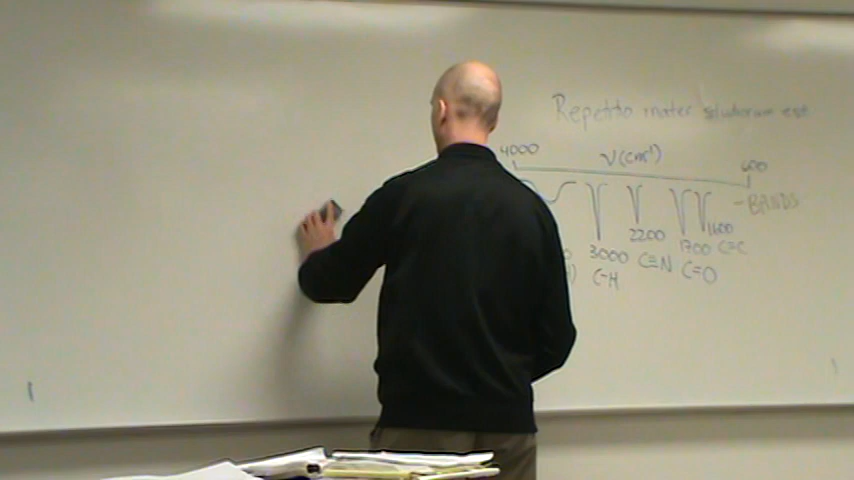 Repetitio mater studiorum est
4000 ν(cm⁻¹) 600
- BANDS
3000 2200 1700 1600
C-H C≡N C=O C=C